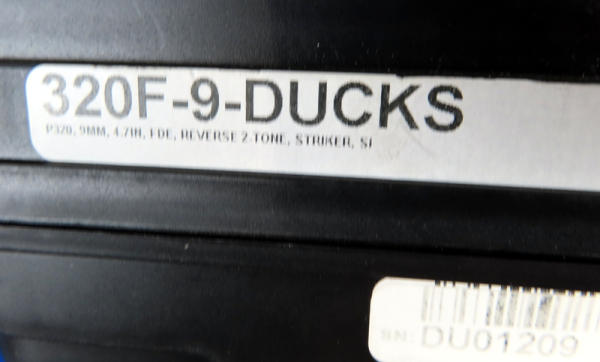 320F-9-DUCKS
P320, 9MM, 4.7IN, FDE, REVERSE 2-TONE, STRIKER, SI
SN: DU01209